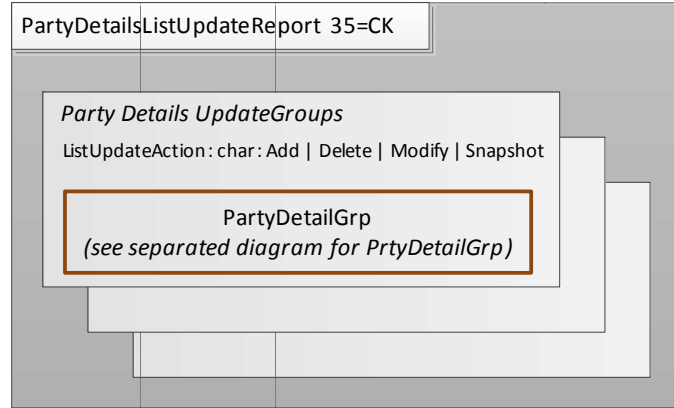 PartyDetailsListUpdateReport 35=CK
Party Details UpdateGroups
ListUpdateAction: char: Add | Delete | Modify | Snapshot
PartyDetailGrp
(see separated diagram for PrtyDetailGrp)